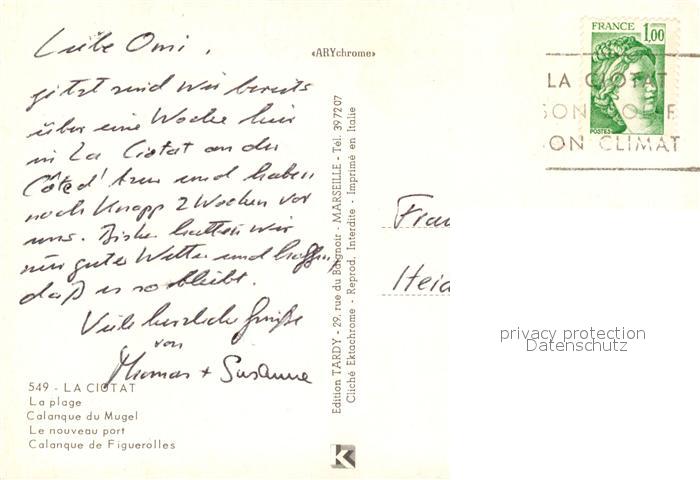 Liebe Omi,
jetzt sind wir bereits
über eine Woche hier
in La Ciotat an der
Côte d'Azur und haben
noch knapp 2 Wochen vor
uns. Bisher hatten wir
nur gutes Wetter und hoffen,
daß es so bleibt.
Viele herzliche Grüße
von
Thomas + Susanne
549 - LA CIOTAT
La plage
Calanque du Mugel
Le nouveau port
Calanque de Figuerolles
«ARYchrome»
Edition TARDY - 29, rue du Baignoir - MARSEILLE - Tél. 397207
Cliché Ektachrome - Reprod. Interdite - Imprimé en Italie
K
FRANCE 1,00
POSTES
LA CIOTAT
SON
ON CLIMAT
Frau
Heid
privacy protection
Datenschutz